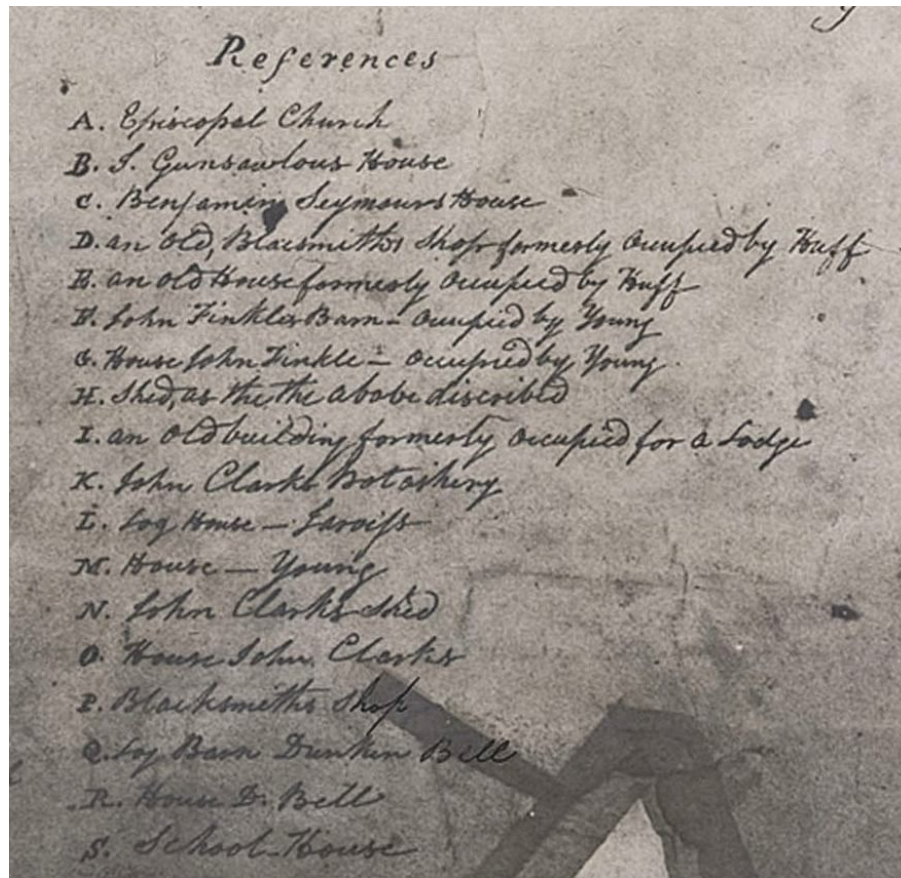 References
A. Episcopal Church
B. I. Gunsawlous House
C. Benjamin Seymours House
D. an old, Blacsmiths Shop formerly Occupied by Huff
E. an old House formerly Occupied by Huff
F. John Finkles Barn - Occupied by Young
G. House John Finkle - Occupied by Young
H. Shed, as the the above discribed
I. an old building formerly Occupied for a Lodge
K. John Clarks Potashery
L. Log House -
M. House - Young
N. John Clarks Shed
O. House John Clarks
P. Blacksmiths Shop
Q. Log Barn Dunkin Bell
R. House D. Bell
S. School-House